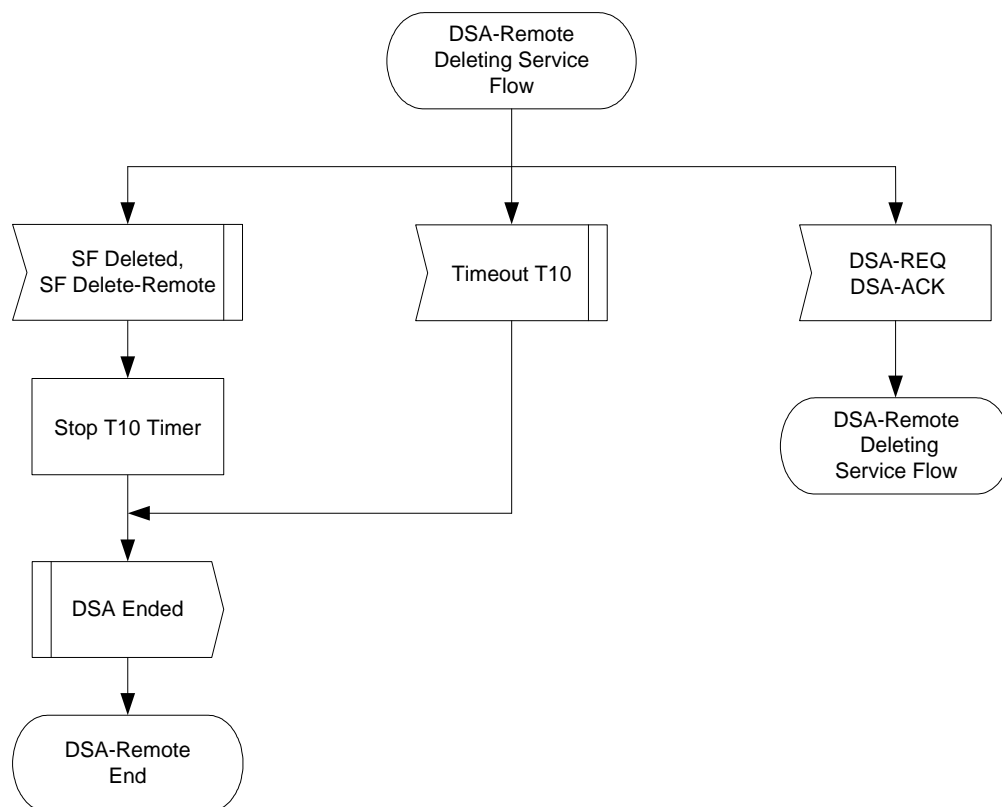 DSA-Remote
Deleting Service
Flow
SF Deleted,
SF Delete-Remote
Timeout T10
DSA-REQ
DSA-ACK
Stop T10 Timer
DSA-Remote
Deleting
Service Flow
DSA Ended
DSA-Remote
End